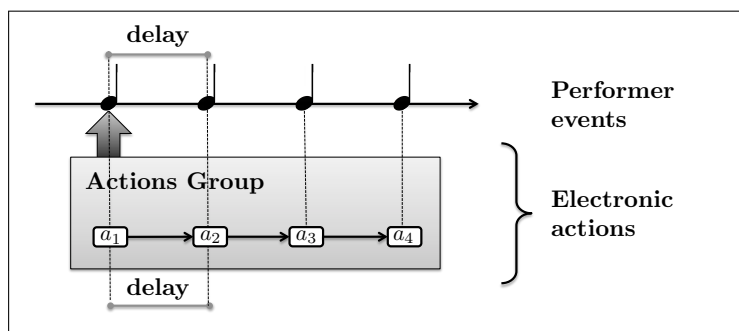 delay
Performer
events
Actions Group
a1 a2 a3 a4
Electronic
actions
delay